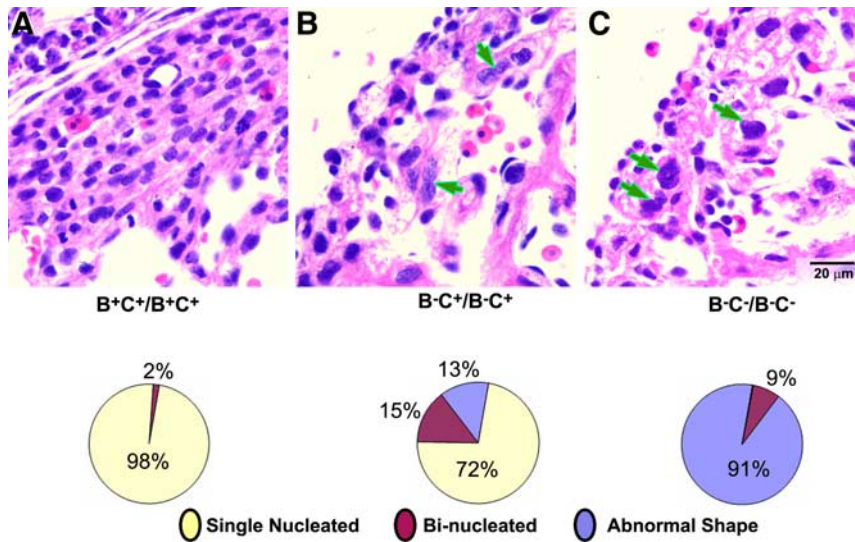 A
B
C
20 µm
B+C+/B+C+
B-C+/B-C+
B-C-/B-C-
2%
98%
13%
15%
72%
9%
91%
Single Nucleated
Bi-nucleated
Abnormal Shape